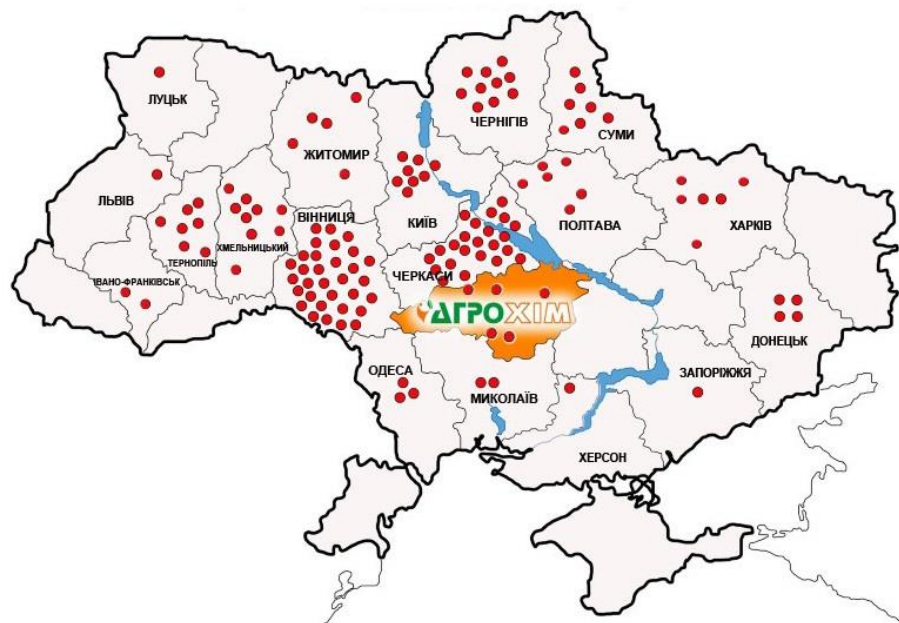 ЛУЦЬК
ЧЕРНІГІВ
СУМИ
ЖИТОМИР
ЛЬВІВ
ВІННИЦЯ
КИЇВ
ПОЛТАВА
ХАРКІВ
ТЕРНОПІЛЬ
ХМЕЛЬНИЦЬКИЙ
ЧЕРКАСИ
ІВАНО-ФРАНКІВСЬК
АГРОХІМ
ДОНЕЦЬК
ОДЕСА
МИКОЛАЇВ
ЗАПОРІЖЖЯ
ХЕРСОН